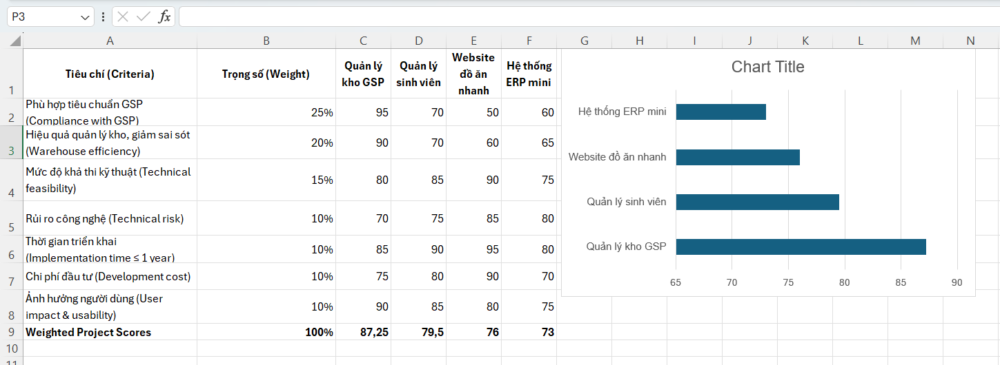 P3
fx
A B C D E F G H I J K L M N
1 Tiêu chí (Criteria) Trọng số (Weight) Quản lý kho GSP Quản lý sinh viên Website đồ ăn nhanh Hệ thống ERP mini
2 Phù hợp tiêu chuẩn GSP (Compliance with GSP) 25% 95 70 50 60
3 Hiệu quả quản lý kho, giảm sai sót (Warehouse efficiency) 20% 90 70 60 65
4 Mức độ khả thi kỹ thuật (Technical feasibility) 15% 80 85 90 75
5 Rủi ro công nghệ (Technical risk) 10% 70 75 85 80
6 Thời gian triển khai (Implementation time ≤ 1 year) 10% 85 90 95 80
7 Chi phí đầu tư (Development cost) 10% 75 80 90 70
8 Ảnh hưởng người dùng (User impact & usability) 10% 90 85 80 75
9 Weighted Project Scores 100% 87,25 79,5 76 73
10
11
Chart Title
Hệ thống ERP mini
Website đồ ăn nhanh
Quản lý sinh viên
Quản lý kho GSP
65 70 75 80 85 90